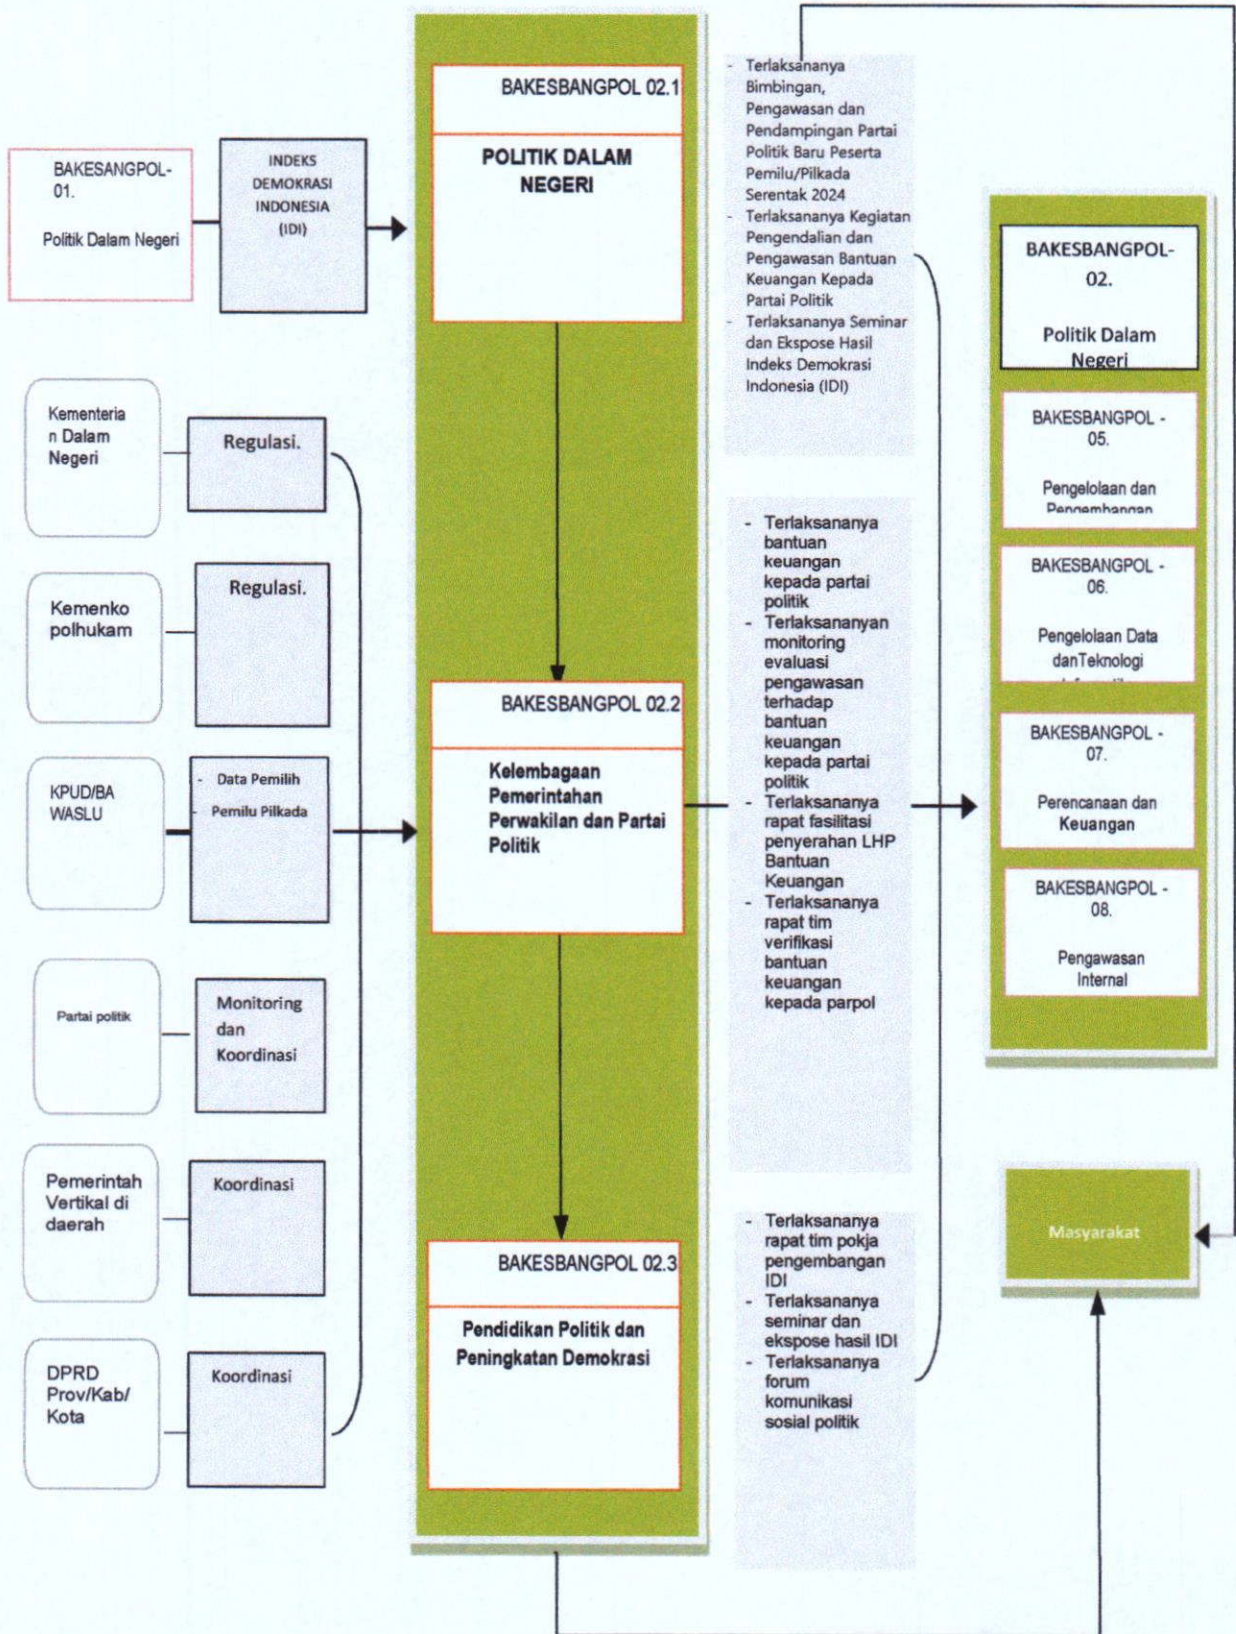 BAKESANGPOL-
01.
Politik Dalam Negeri
INDEKS
DEMOKRASI
INDONESIA
(IDI)
Kementeria
n Dalam
Negeri
Regulasi.
Kemenko
polhukam
Regulasi.
KPUD/BA
WASLU
- Data Pemilih
- Pemilu Pilkada
Partai politik
Monitoring
dan
Koordinasi
Pemerintah
Vertikal di
daerah
Koordinasi
DPRD
Prov/Kab/
Kota
Koordinasi
BAKESBANGPOL 02.1
POLITIK DALAM
NEGERI
BAKESBANGPOL 02.2
Kelembagaan
Pemerintahan
Perwakilan dan Partai
Politik
BAKESBANGPOL 02.3
Pendidikan Politik dan
Peningkatan Demokrasi
- Terlaksananya
Bimbingan,
Pengawasan dan
Pendampingan Partai
Politik Baru Peserta
Pemilu/Pilkada
Serentak 2024
- Terlaksananya Kegiatan
Pengendalian dan
Pengawasan Bantuan
Keuangan Kepada
Partai Politik
- Terlaksananya Seminar
dan Ekspose Hasil
Indeks Demokrasi
Indonesia (IDI)
- Terlaksananya
bantuan
keuangan
kepada partai
politik
- Terlaksananyan
monitoring
evaluasi
pengawasan
terhadap
bantuan
keuangan
kepada partai
politik
- Terlaksananya
rapat fasilitasi
penyerahan LHP
Bantuan
Keuangan
- Terlaksananya
rapat tim
verifikasi
bantuan
keuangan
kepada parpol
- Terlaksananya
rapat tim pokja
pengembangan
IDI
- Terlaksananya
seminar dan
ekspose hasil IDI
- Terlaksananya
forum
komunikasi
sosial politik
BAKESBANGPOL-
02.
Politik Dalam
Negeri
BAKESBANGPOL -
05.
Pengelolaan dan
Pengembangan
BAKESBANGPOL -
06.
Pengelolaan Data
danTeknologi
BAKESBANGPOL -
07.
Perencanaan dan
Keuangan
BAKESBANGPOL -
08.
Pengawasan
Internal
Masyarakat